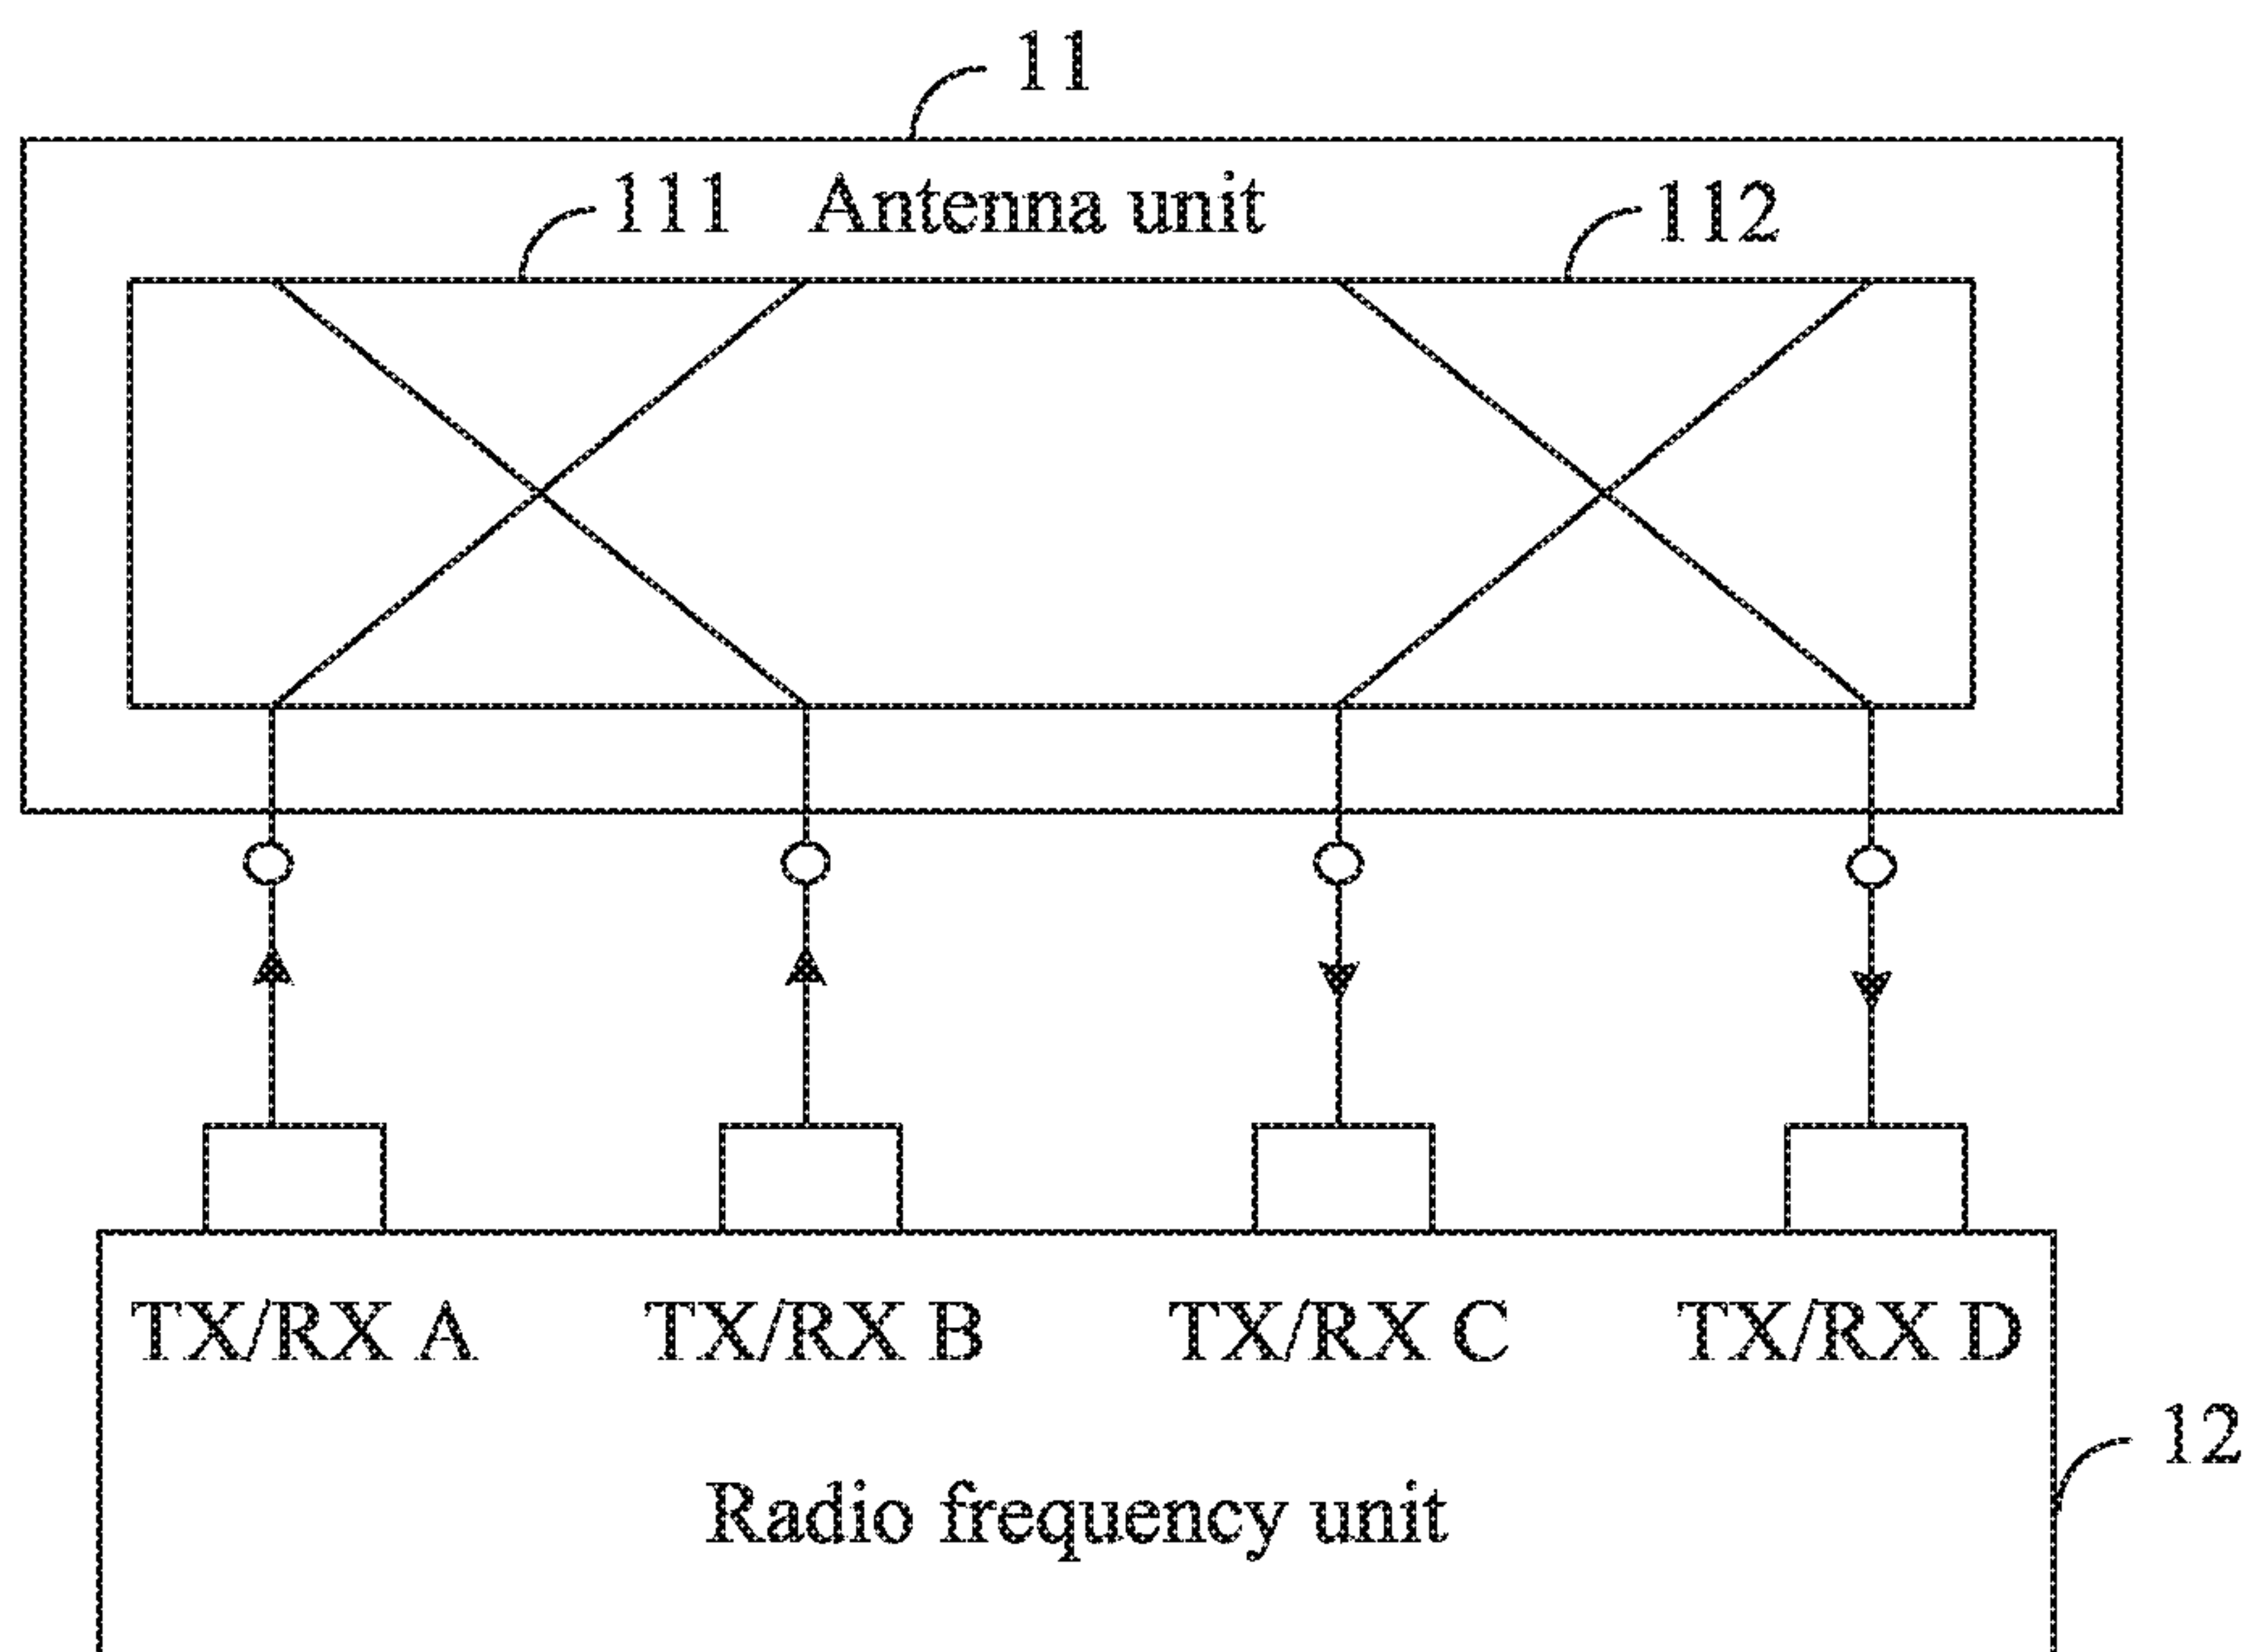 11
111 Antenna unit 112
TX/RX A TX/RX B TX/RX C TX/RX D
12
Radio frequency unit